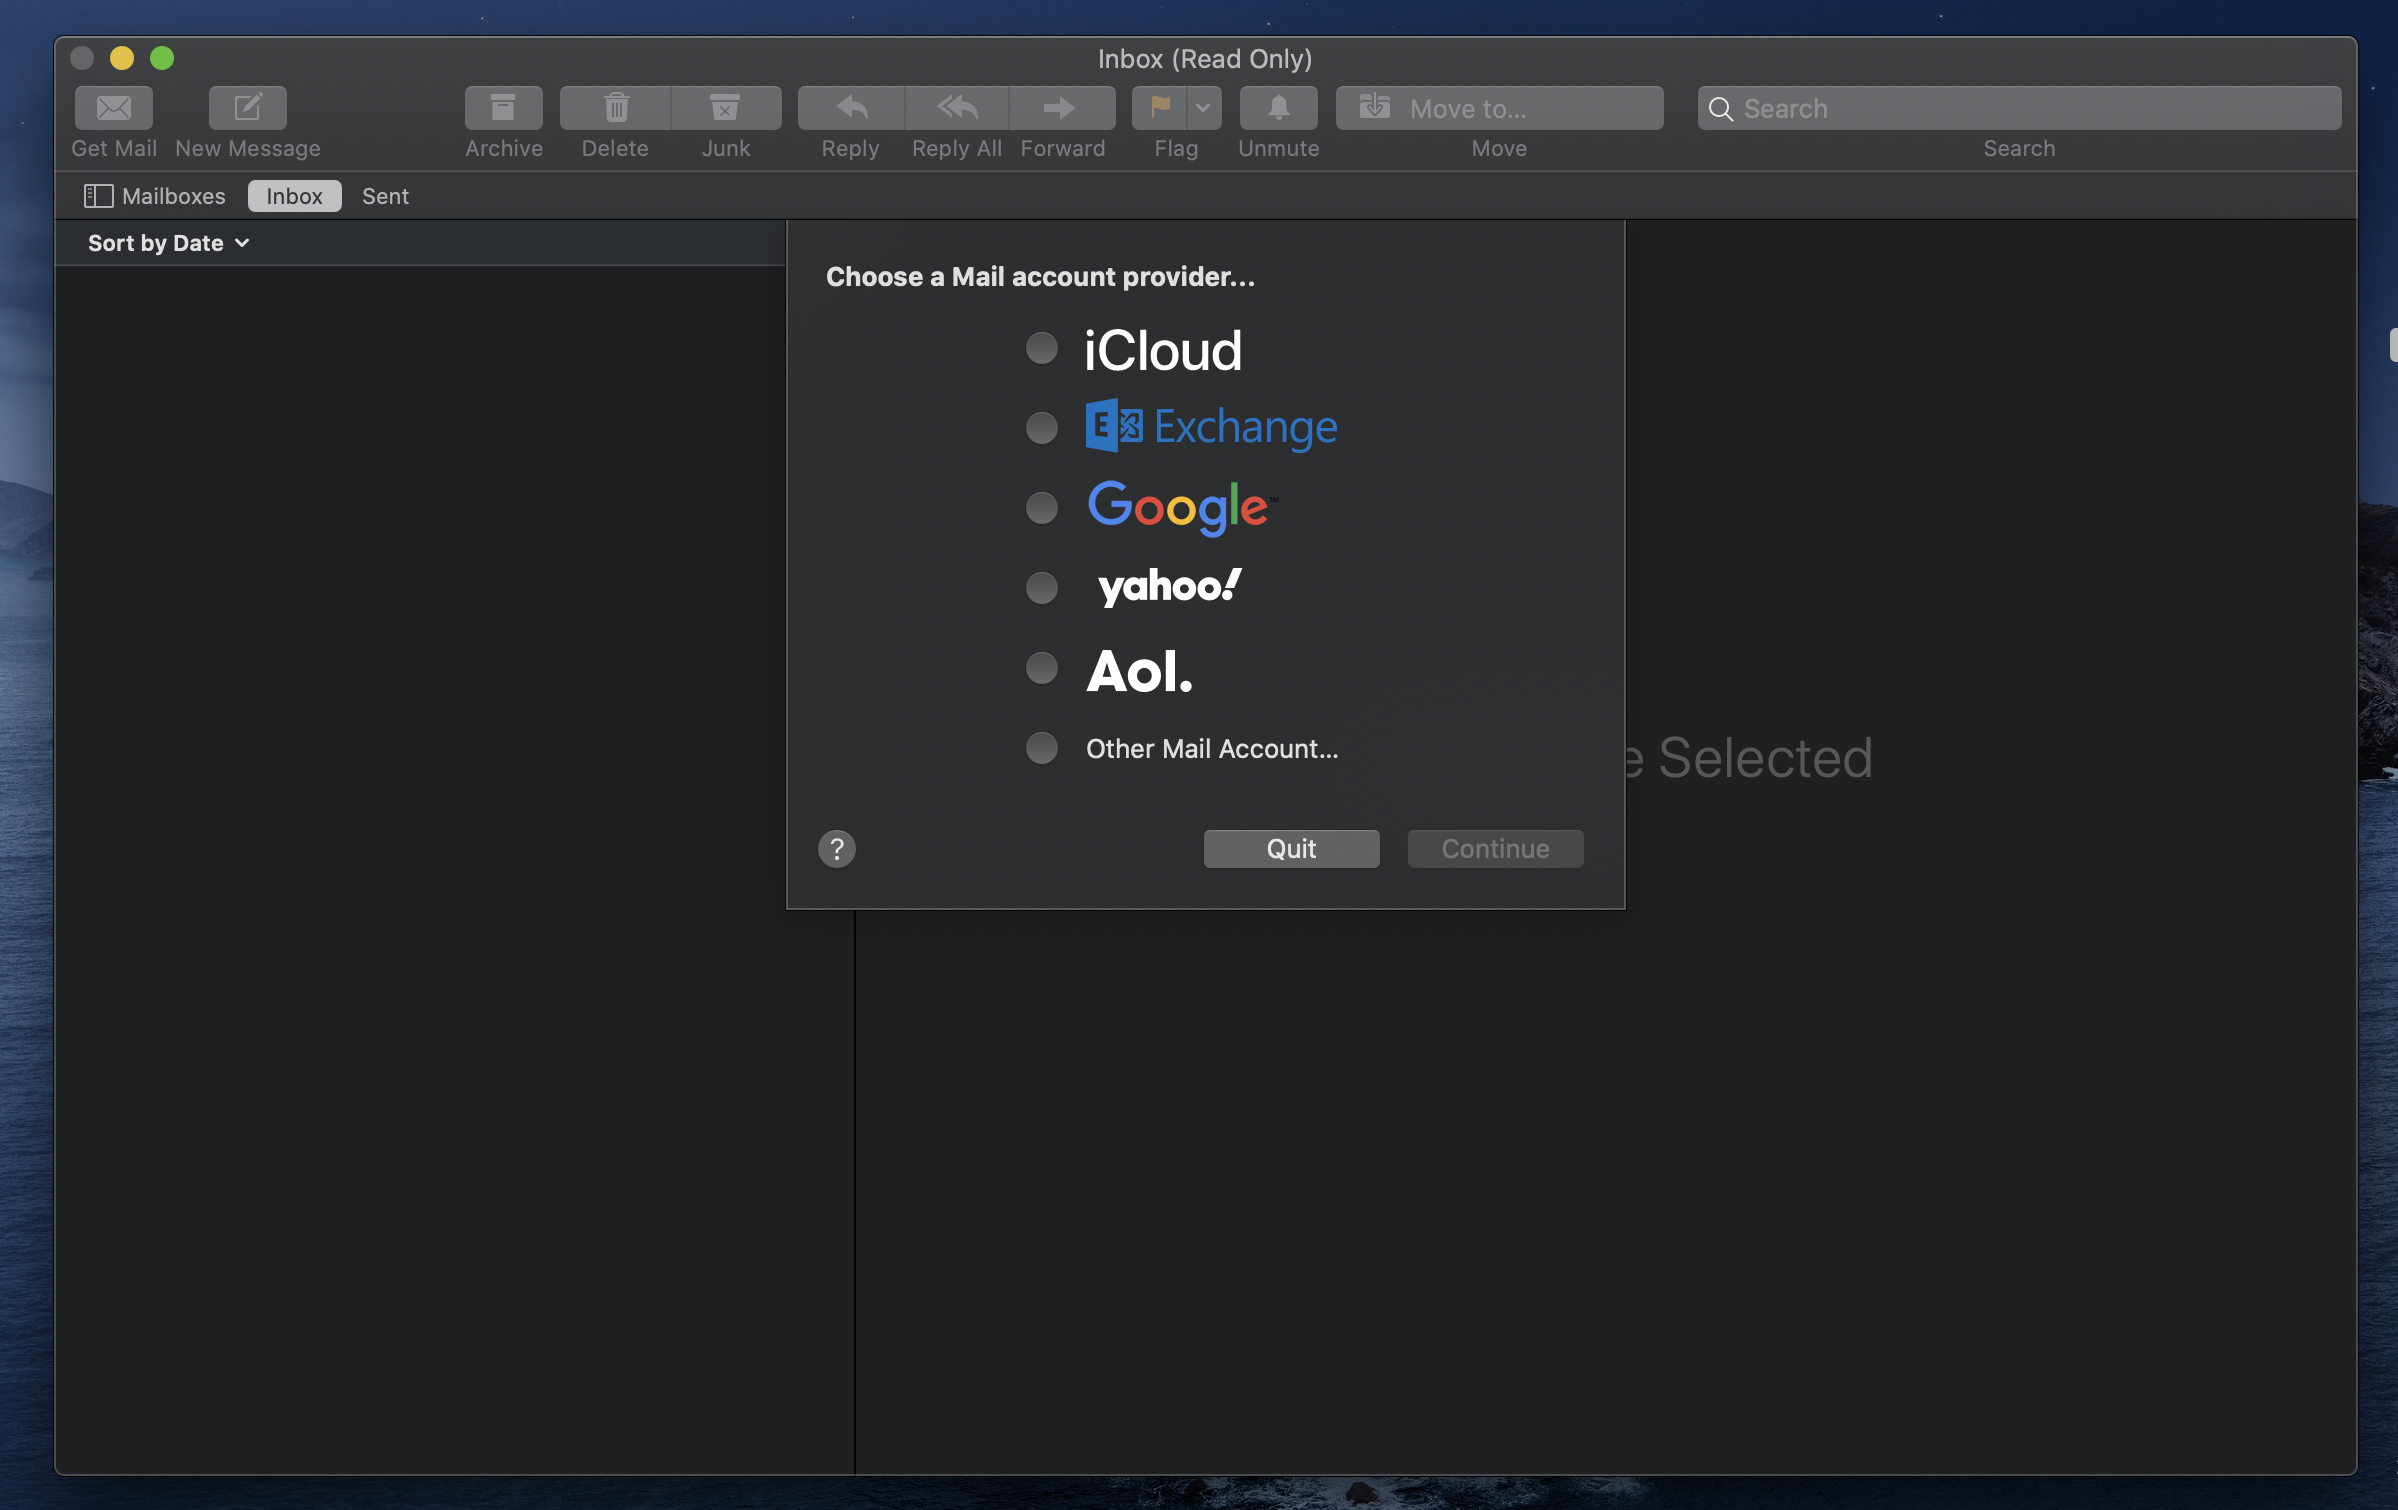 Inbox (Read Only)
Move to...
Search
Get Mail New Message Archive Delete Junk Reply Reply All Forward Flag Unmute Move Search
Mailboxes Inbox Sent
Sort by Date
Choose a Mail account provider...
iCloud
E Exchange
Google™
yahoo!
Aol.
Other Mail Account...
e Selected
? Quit Continue